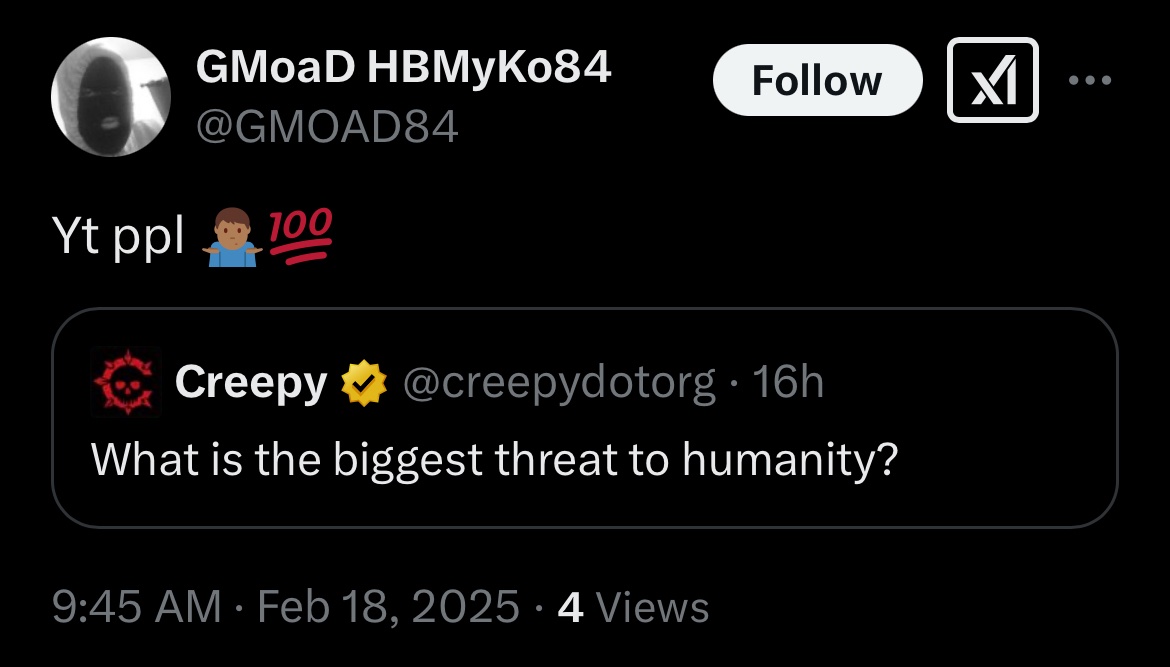 GMoaD HBMyKo84
@GMOAD84
Follow
Yt ppl 🤷🏽‍♂️💯
Creepy @creepydotorg · 16h
What is the biggest threat to humanity?
9:45 AM · Feb 18, 2025 · 4 Views